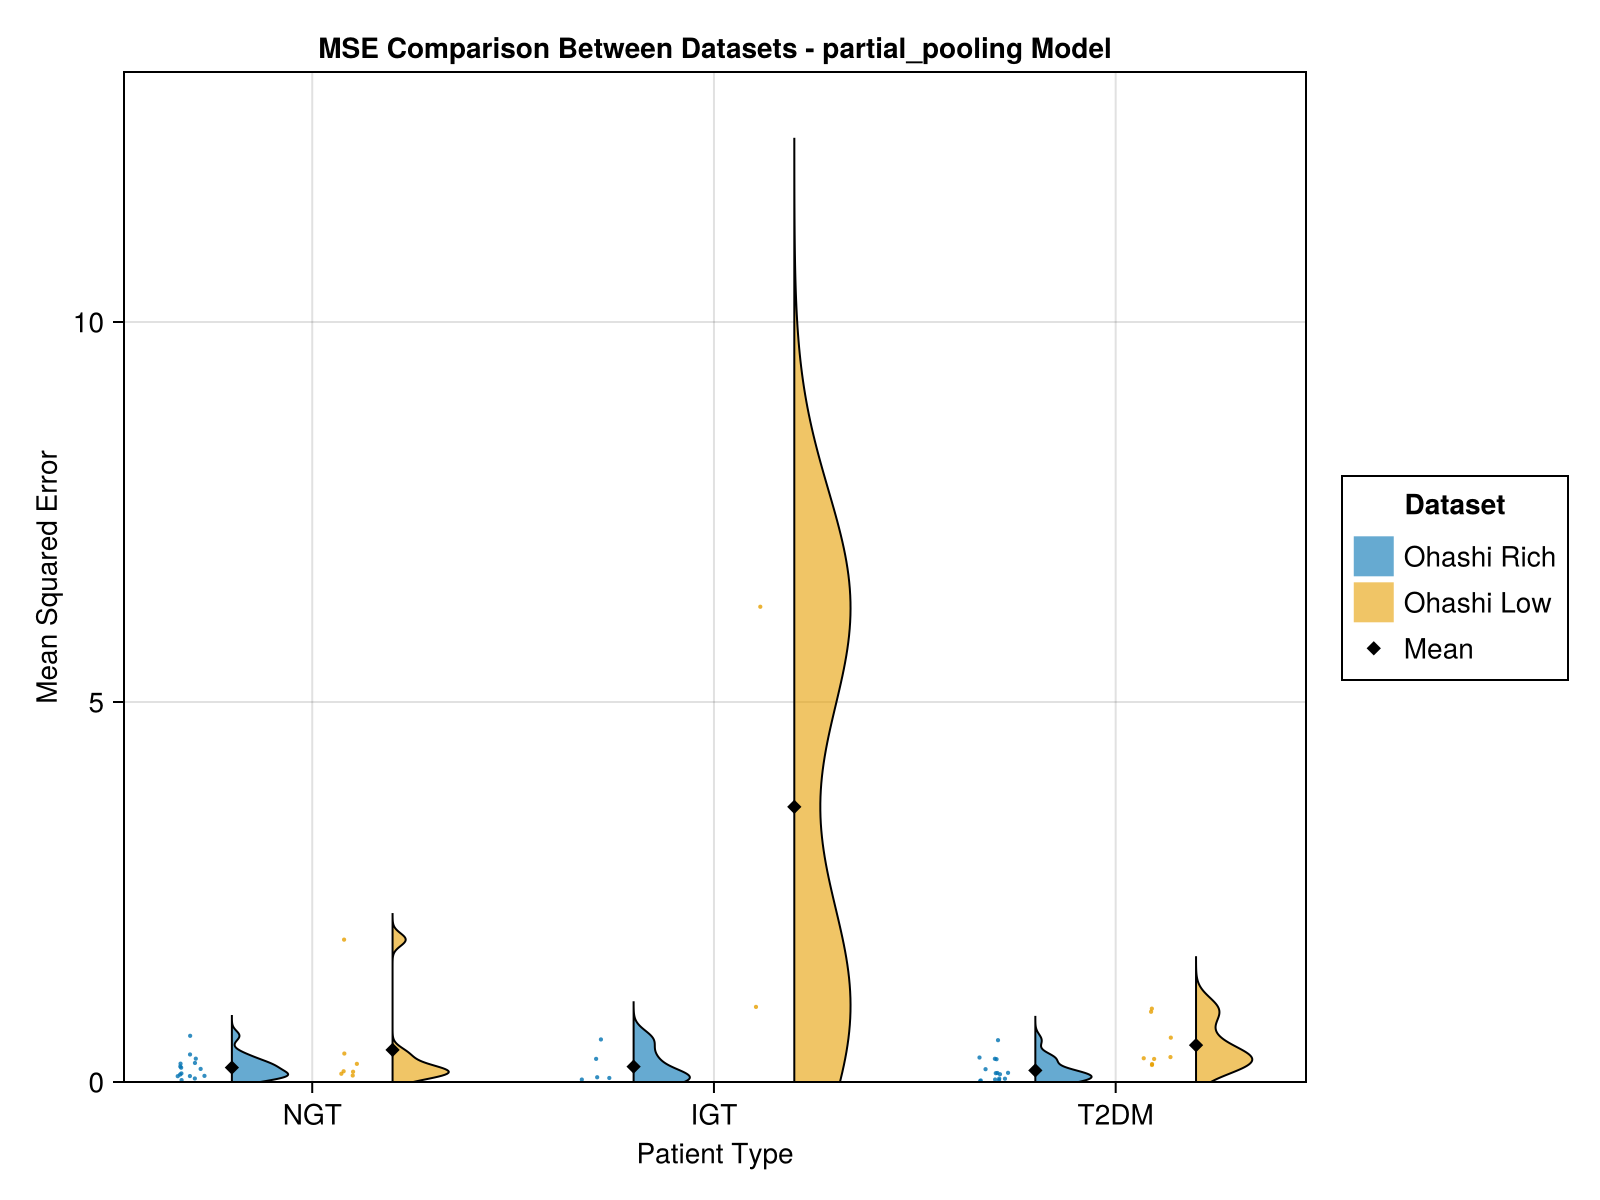 MSE Comparison Between Datasets - partial_pooling Model
Mean Squared Error
10
5
0
NGT
IGT
T2DM
Patient Type
Dataset
Ohashi Rich
Ohashi Low
Mean